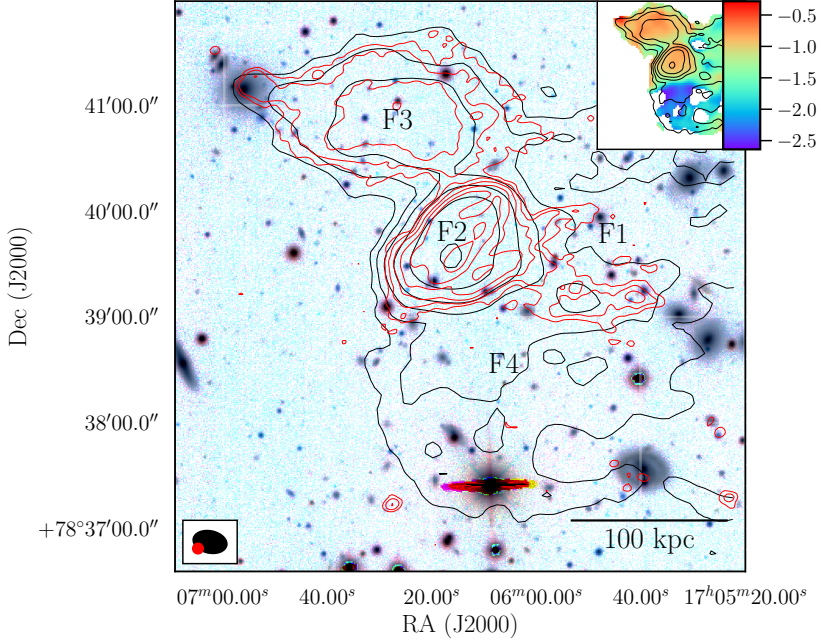 −0.5
−1.0
−1.5
−2.0
−2.5
41′00.0″
40′00.0″
39′00.0″
38′00.0″
+78°37′00.0″
Dec (J2000)
F3
F2
F1
F4
100 kpc
07ᵐ00.00ˢ 40.00ˢ 20.00ˢ 06ᵐ00.00ˢ 40.00ˢ 17ʰ05ᵐ20.00ˢ
RA (J2000)